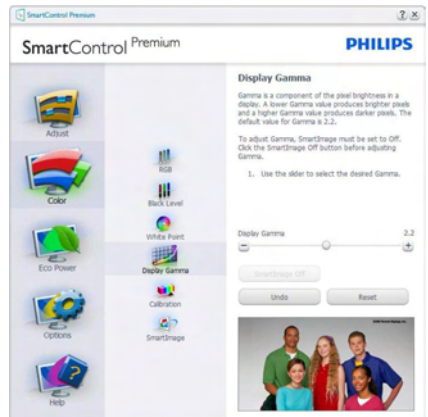 SmartControl Premium
SmartControl Premium
PHILIPS
Adjust
Color
Eco Power
Options
Help
RGB
Black Level
White Point
Display Gamma
Calibration
SmartImage
Display Gamma
Gamma is a component of the pixel brightness in a
display. A lower Gamma value produces brighter pixels
and a higher Gamma value produces darker pixels. The
default value for Gamma is 2.2.
To adjust Gamma, SmartImage must be set to Off.
Click the SmartImage Off button before adjusting
Gamma.
1. Use the slider to select the desired Gamma.
Display Gamma 2.2
SmartImage Off
Undo
Reset